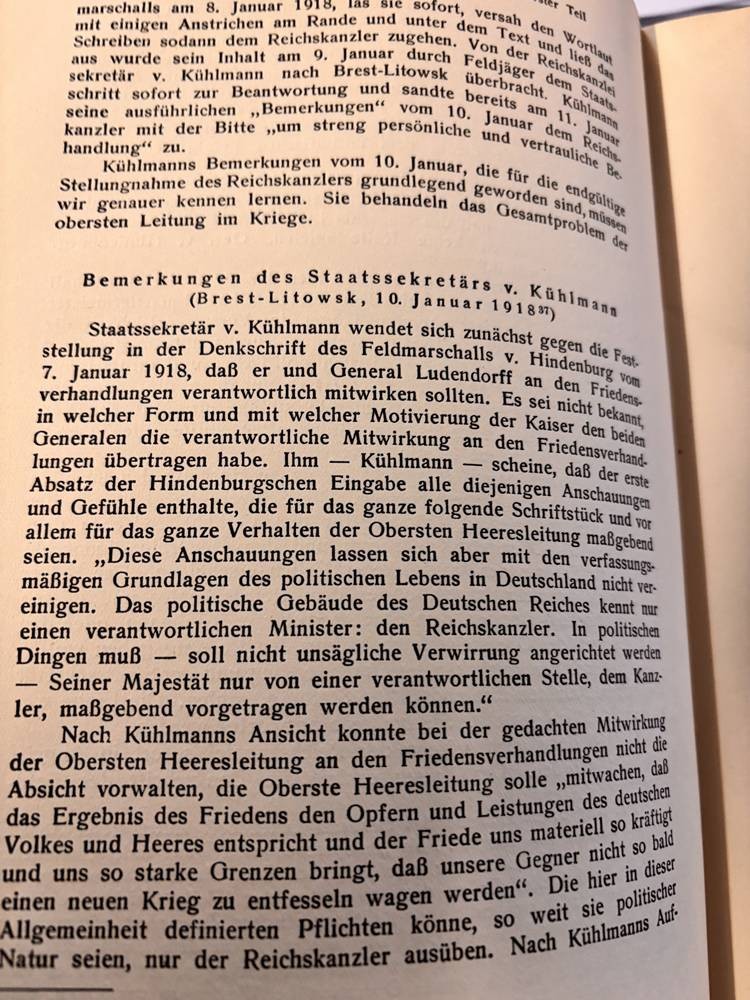 ster Teil
marschalls am 8. Januar 1918, las sie sofort, versah den Wortlaut
mit einigen Anstrichen am Rande und unter dem Text und ließ das
Schreiben sodann dem Reichskanzler zugehen. Von der Reichskanzlei
aus wurde sein Inhalt am 9. Januar durch Feldjäger dem Staats-
sekretär v. Kühlmann nach Brest-Litowsk überbracht. Kühlmann
schritt sofort zur Beantwortung und sandte bereits am 11. Januar
seine ausführlichen „Bemerkungen“ vom 10. Januar dem Reichs-
kanzler mit der Bitte „um streng persönliche und vertrauliche Be-
handlung“ zu.
Kühlmanns Bemerkungen vom 10. Januar, die für die endgültige
Stellungnahme des Reichskanzlers grundlegend geworden sind, müssen
wir genauer kennen lernen. Sie behandeln das Gesamtproblem der
obersten Leitung im Kriege.
Bemerkungen des Staatssekretärs v. Kühlmann
(Brest-Litowsk, 10. Januar 1918³⁷)
Staatssekretär v. Kühlmann wendet sich zunächst gegen die Fest-
stellung in der Denkschrift des Feldmarschalls v. Hindenburg vom
7. Januar 1918, daß er und General Ludendorff an den Friedens-
verhandlungen verantwortlich mitwirken sollten. Es sei nicht bekannt,
in welcher Form und mit welcher Motivierung der Kaiser den beiden
Generalen die verantwortliche Mitwirkung an den Friedensverhand-
lungen übertragen habe. Ihm — Kühlmann — scheine, daß der erste
Absatz der Hindenburgschen Eingabe alle diejenigen Anschauungen
und Gefühle enthalte, die für das ganze folgende Schriftstück und vor
allem für das ganze Verhalten der Obersten Heeresleitung maßgebend
seien. „Diese Anschauungen lassen sich aber mit den verfassungs-
mäßigen Grundlagen des politischen Lebens in Deutschland nicht ver-
einigen. Das politische Gebäude des Deutschen Reiches kennt nur
einen verantwortlichen Minister: den Reichskanzler. In politischen
Dingen muß — soll nicht unsägliche Verwirrung angerichtet werden
— Seiner Majestät nur von einer verantwortlichen Stelle, dem Kanz-
ler, maßgebend vorgetragen werden können.“
Nach Kühlmanns Ansicht konnte bei der gedachten Mitwirkung
der Obersten Heeresleitung an den Friedensverhandlungen nicht die
Absicht vorwalten, die Oberste Heeresleitung solle „mitwachen, daß
das Ergebnis des Friedens den Opfern und Leistungen des deutschen
Volkes und Heeres entspricht und der Friede uns materiell so kräftigt
und uns so starke Grenzen bringt, daß unsere Gegner nicht so bald
einen neuen Krieg zu entfesseln wagen werden“. Die hier in dieser
Allgemeinheit definierten Pflichten könne, so weit sie politischer
Natur seien, nur der Reichskanzler ausüben. Nach Kühlmanns Auf-